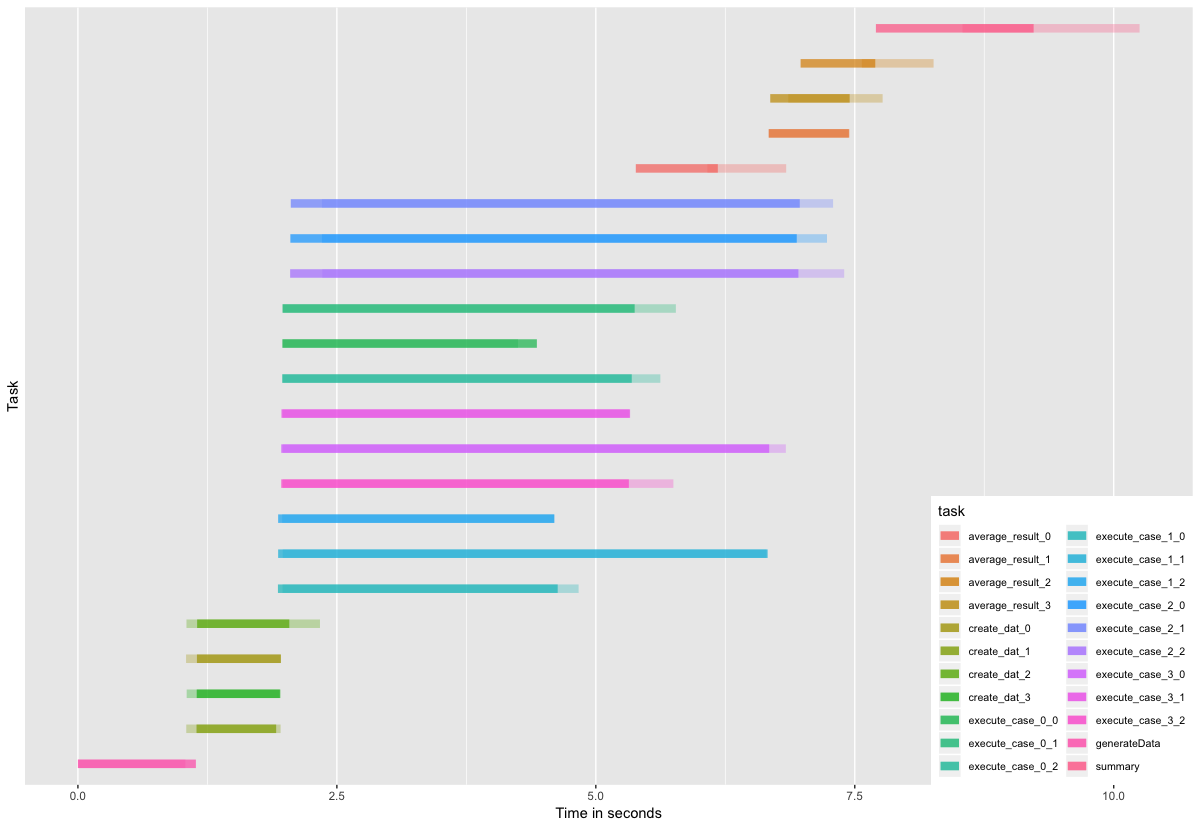 Task
task
average_result_0
average_result_1
average_result_2
average_result_3
create_dat_0
create_dat_1
create_dat_2
create_dat_3
execute_case_0_0
execute_case_0_1
execute_case_0_2
execute_case_1_0
execute_case_1_1
execute_case_1_2
execute_case_2_0
execute_case_2_1
execute_case_2_2
execute_case_3_0
execute_case_3_1
execute_case_3_2
generateData
summary
0.0 2.5 5.0 7.5 10.0
Time in seconds